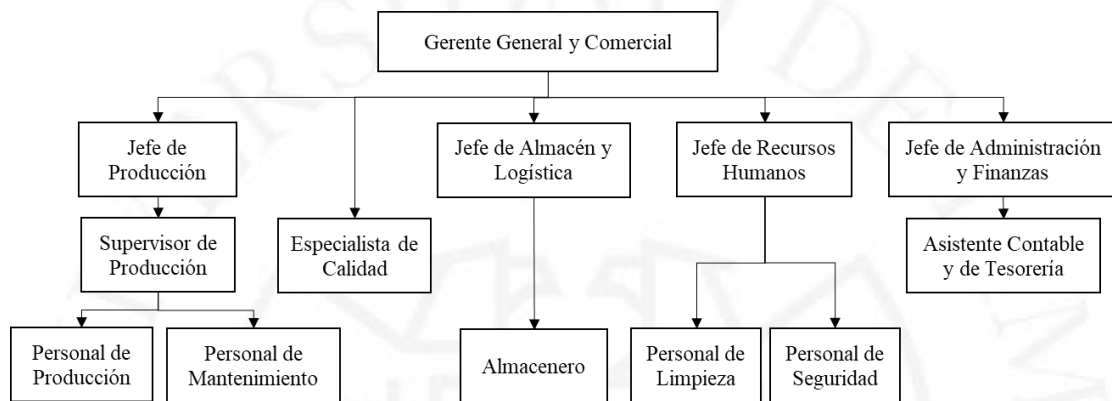 Gerente General y Comercial
Jefe de
Producción
Jefe de Almacén y
Logística
Jefe de Recursos
Humanos
Jefe de Administración
y Finanzas
Supervisor de
Producción
Especialista de
Calidad
Asistente Contable
y de Tesorería
Personal de
Producción
Personal de
Mantenimiento
Almacenero
Personal de
Limpieza
Personal de
Seguridad